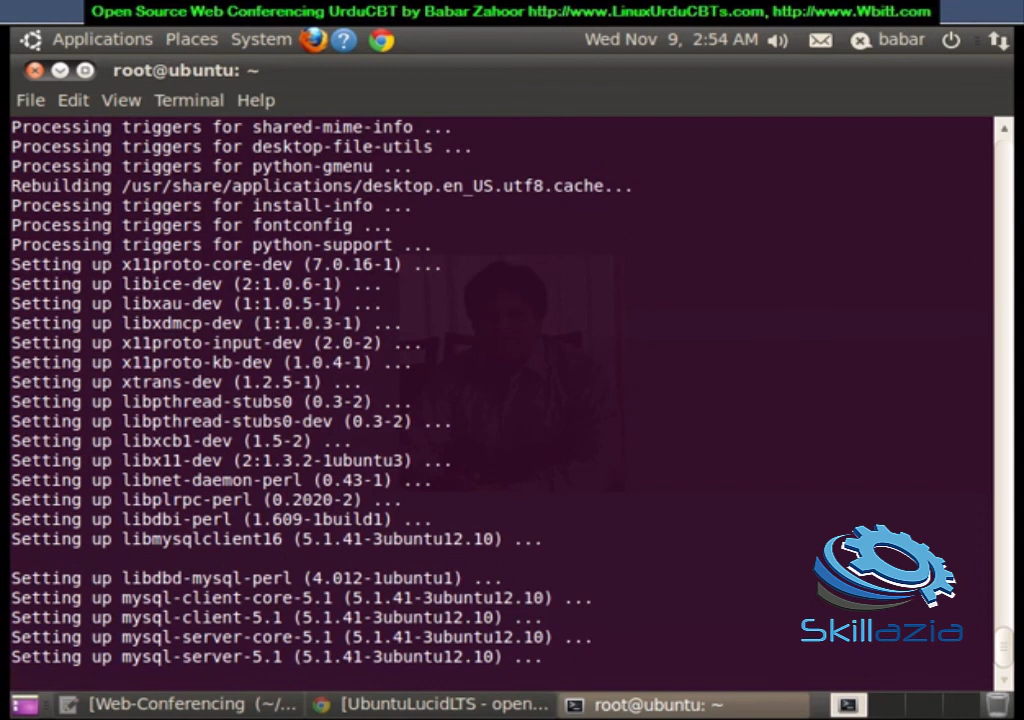 Open Source Web Conferencing UrduCBT by Babar Zahoor http://www.LinuxUrduCBTs.com, http://www.Wbitt.com
Applications Places System ? Wed Nov 9, 2:54 AM babar
root@ubuntu: ~
File Edit View Terminal Help
Processing triggers for shared-mime-info ...
Processing triggers for desktop-file-utils ...
Processing triggers for python-gmenu ...
Rebuilding /usr/share/applications/desktop.en_US.utf8.cache...
Processing triggers for install-info ...
Processing triggers for fontconfig ...
Processing triggers for python-support ...
Setting up x11proto-core-dev (7.0.16-1) ...
Setting up libice-dev (2:1.0.6-1) ...
Setting up libxau-dev (1:1.0.5-1) ...
Setting up libxdmcp-dev (1:1.0.3-1) ...
Setting up x11proto-input-dev (2.0-2) ...
Setting up x11proto-kb-dev (1.0.4-1) ...
Setting up xtrans-dev (1.2.5-1) ...
Setting up libpthread-stubs0 (0.3-2) ...
Setting up libpthread-stubs0-dev (0.3-2) ...
Setting up libxcb1-dev (1.5-2) ...
Setting up libx11-dev (2:1.3.2-1ubuntu3) ...
Setting up libnet-daemon-perl (0.43-1) ...
Setting up libplrpc-perl (0.2020-2) ...
Setting up libdbi-perl (1.609-1build1) ...
Setting up libmysqlclient16 (5.1.41-3ubuntu12.10) ...
Setting up libdbd-mysql-perl (4.012-1ubuntu1) ...
Setting up mysql-client-core-5.1 (5.1.41-3ubuntu12.10) ...
Setting up mysql-client-5.1 (5.1.41-3ubuntu12.10) ...
Setting up mysql-server-core-5.1 (5.1.41-3ubuntu12.10) ...
Setting up mysql-server-5.1 (5.1.41-3ubuntu12.10) ...
Skillazia
[Web-Conferencing (~/... [UbuntuLucidLTS - open... root@ubuntu: ~